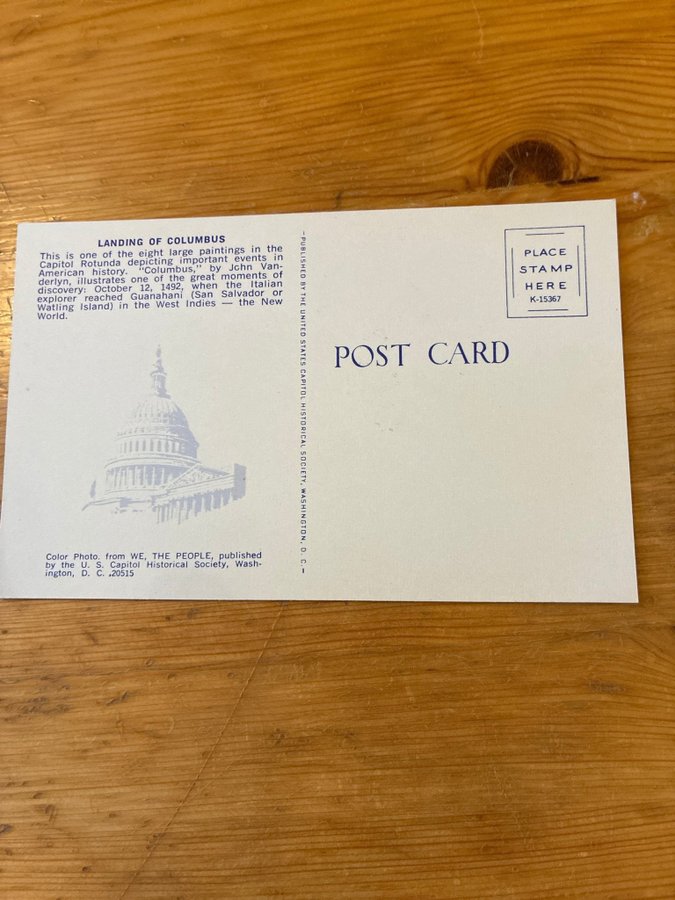 LANDING OF COLUMBUS
This is one of the eight large paintings in the
Capitol Rotunda depicting important events in
American history. "Columbus," by John Van-
derlyn, illustrates one of the great moments of
discovery: October 12, 1492, when the Italian
explorer reached Guanahani (San Salvador or
Watling Island) in the West Indies — the New
World.
Color Photo. from WE, THE PEOPLE, published
by the U. S. Capitol Historical Society, Wash-
ington, D. C. 20515
—PUBLISHED BY THE UNITED STATES CAPITOL HISTORICAL SOCIETY, WASHINGTON, D. C.—
PLACE
STAMP
HERE
K-15367
POST CARD